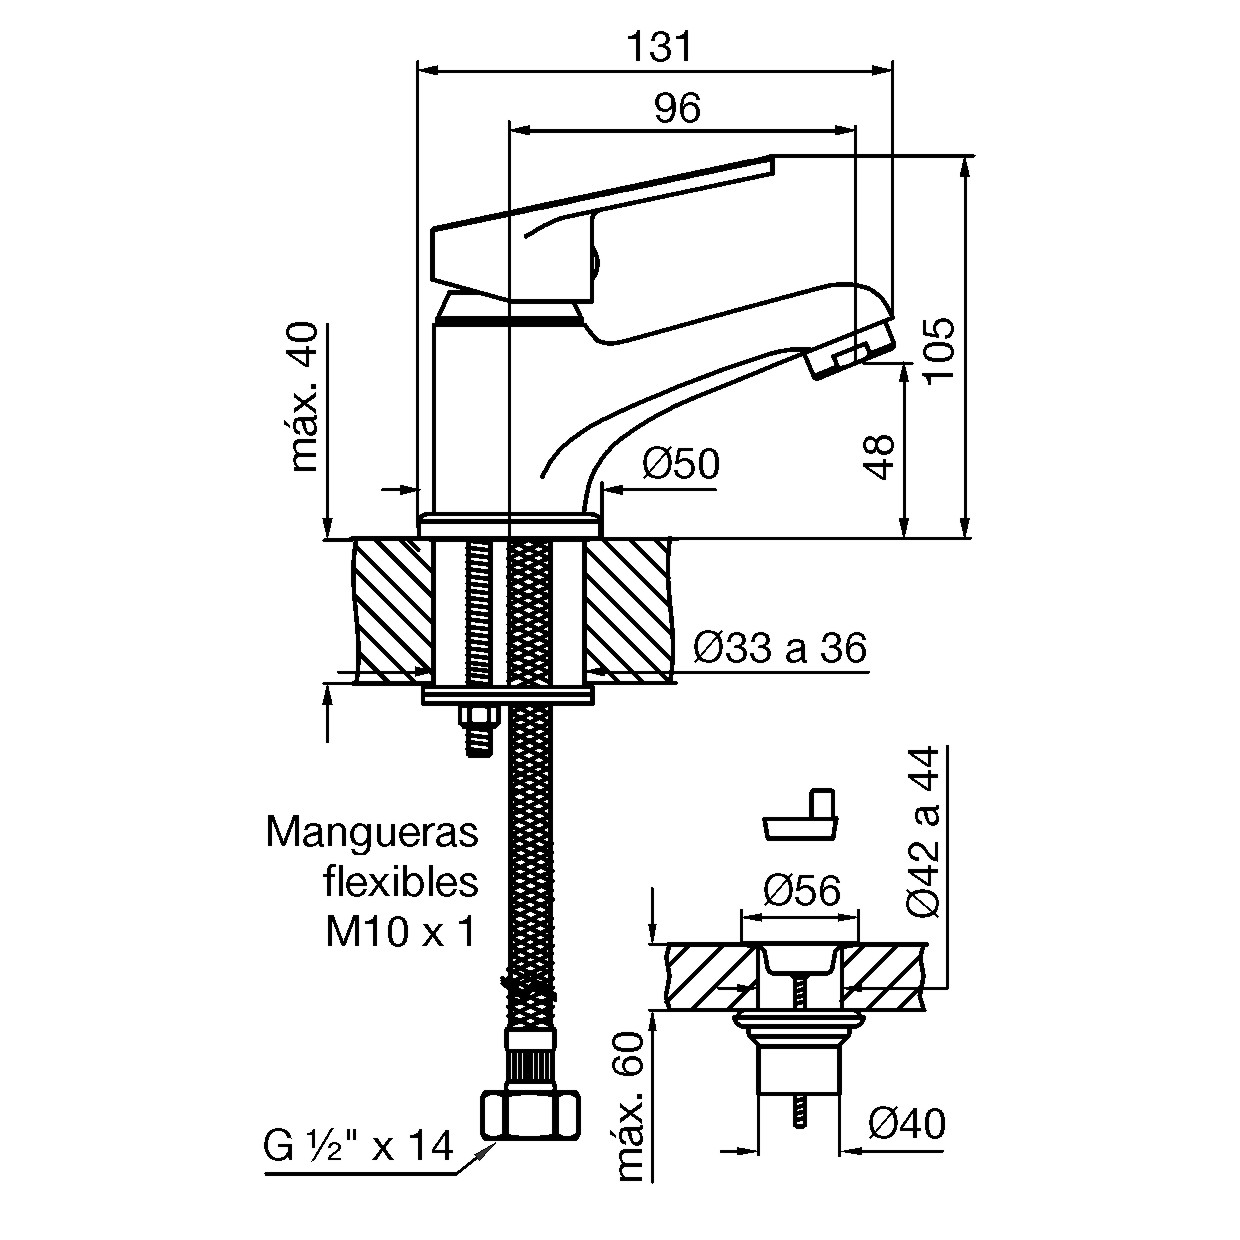 131
96
máx. 40
105
48
Ø50
Ø33 a 36
Mangueras
flexibles
M10 x 1
Ø42 a 44
Ø56
máx. 60
Ø40
G ½" x 14